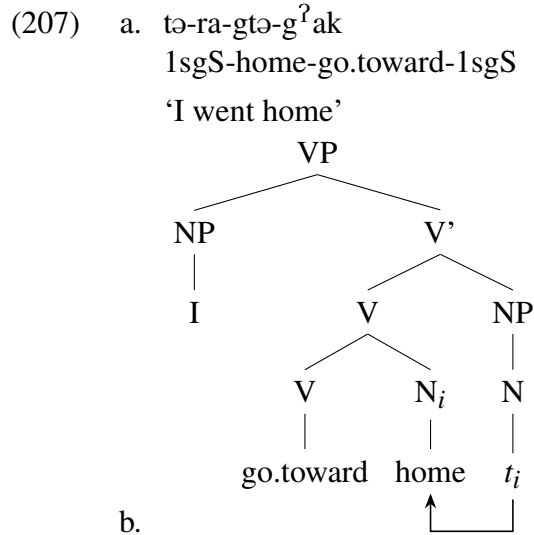 (207) a. tə-ra-gtə-gˀak
1sgS-home-go.toward-1sgS
‘I went home’
VP
NP V’
I V NP
V Nᵢ N
go.toward home tᵢ
b.